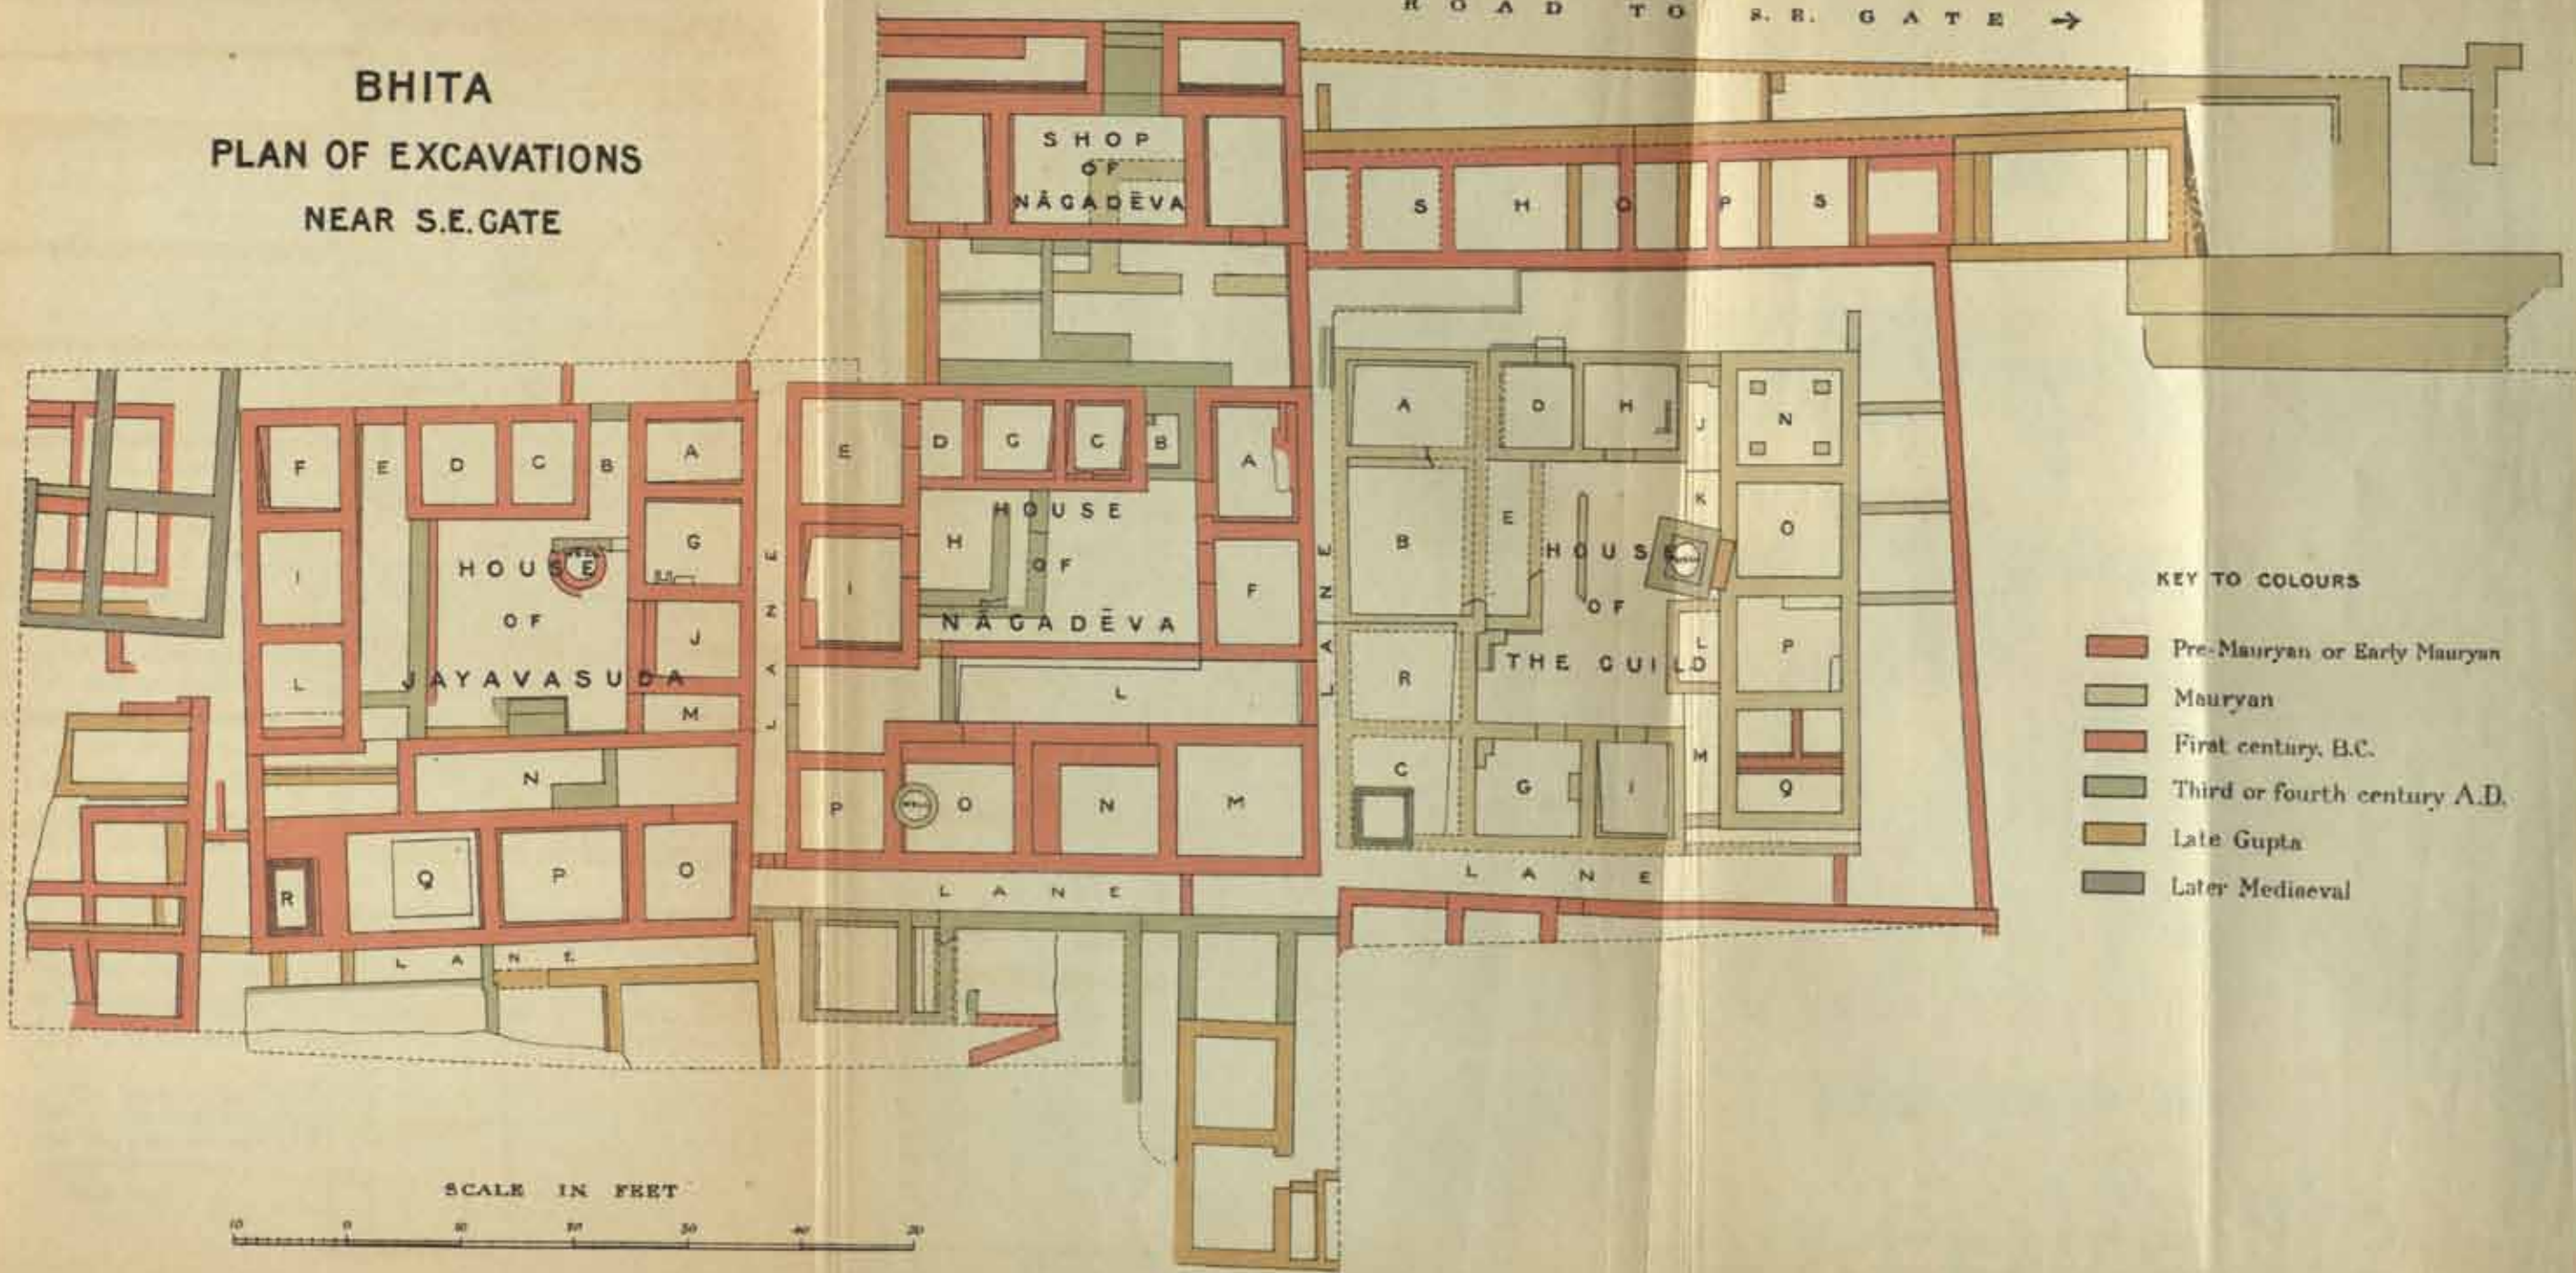 BHITA
PLAN OF EXCAVATIONS
NEAR S.E. GATE
ROAD TO S.E. GATE →
SHOP
OF
NĀGADĒVA
SHOPS
F E D C B A
HOUSE
OF
JAYAVASUDA
I G
J
L M
N
R Q P O
LANE
LANE
E D G C B A
HOUSE
OF
NĀGADĒVA
H
I F
L
P WELL O N M
LANE
LANE
A D H J N
B E K O
HOUSE
OF
THE GUILD
R L P
C G I M Q
LANE
KEY TO COLOURS
Pre-Mauryan or Early Mauryan
Mauryan
First century, B.C.
Third or fourth century A.D.
Late Gupta
Later Mediaeval
SCALE IN FEET
10 0 10 20 30 40 50